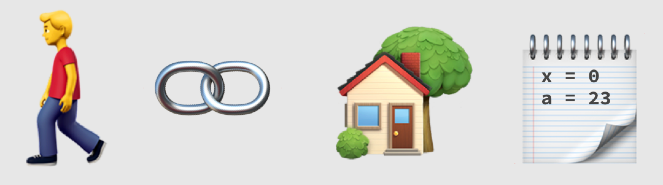 x = 0
a = 23